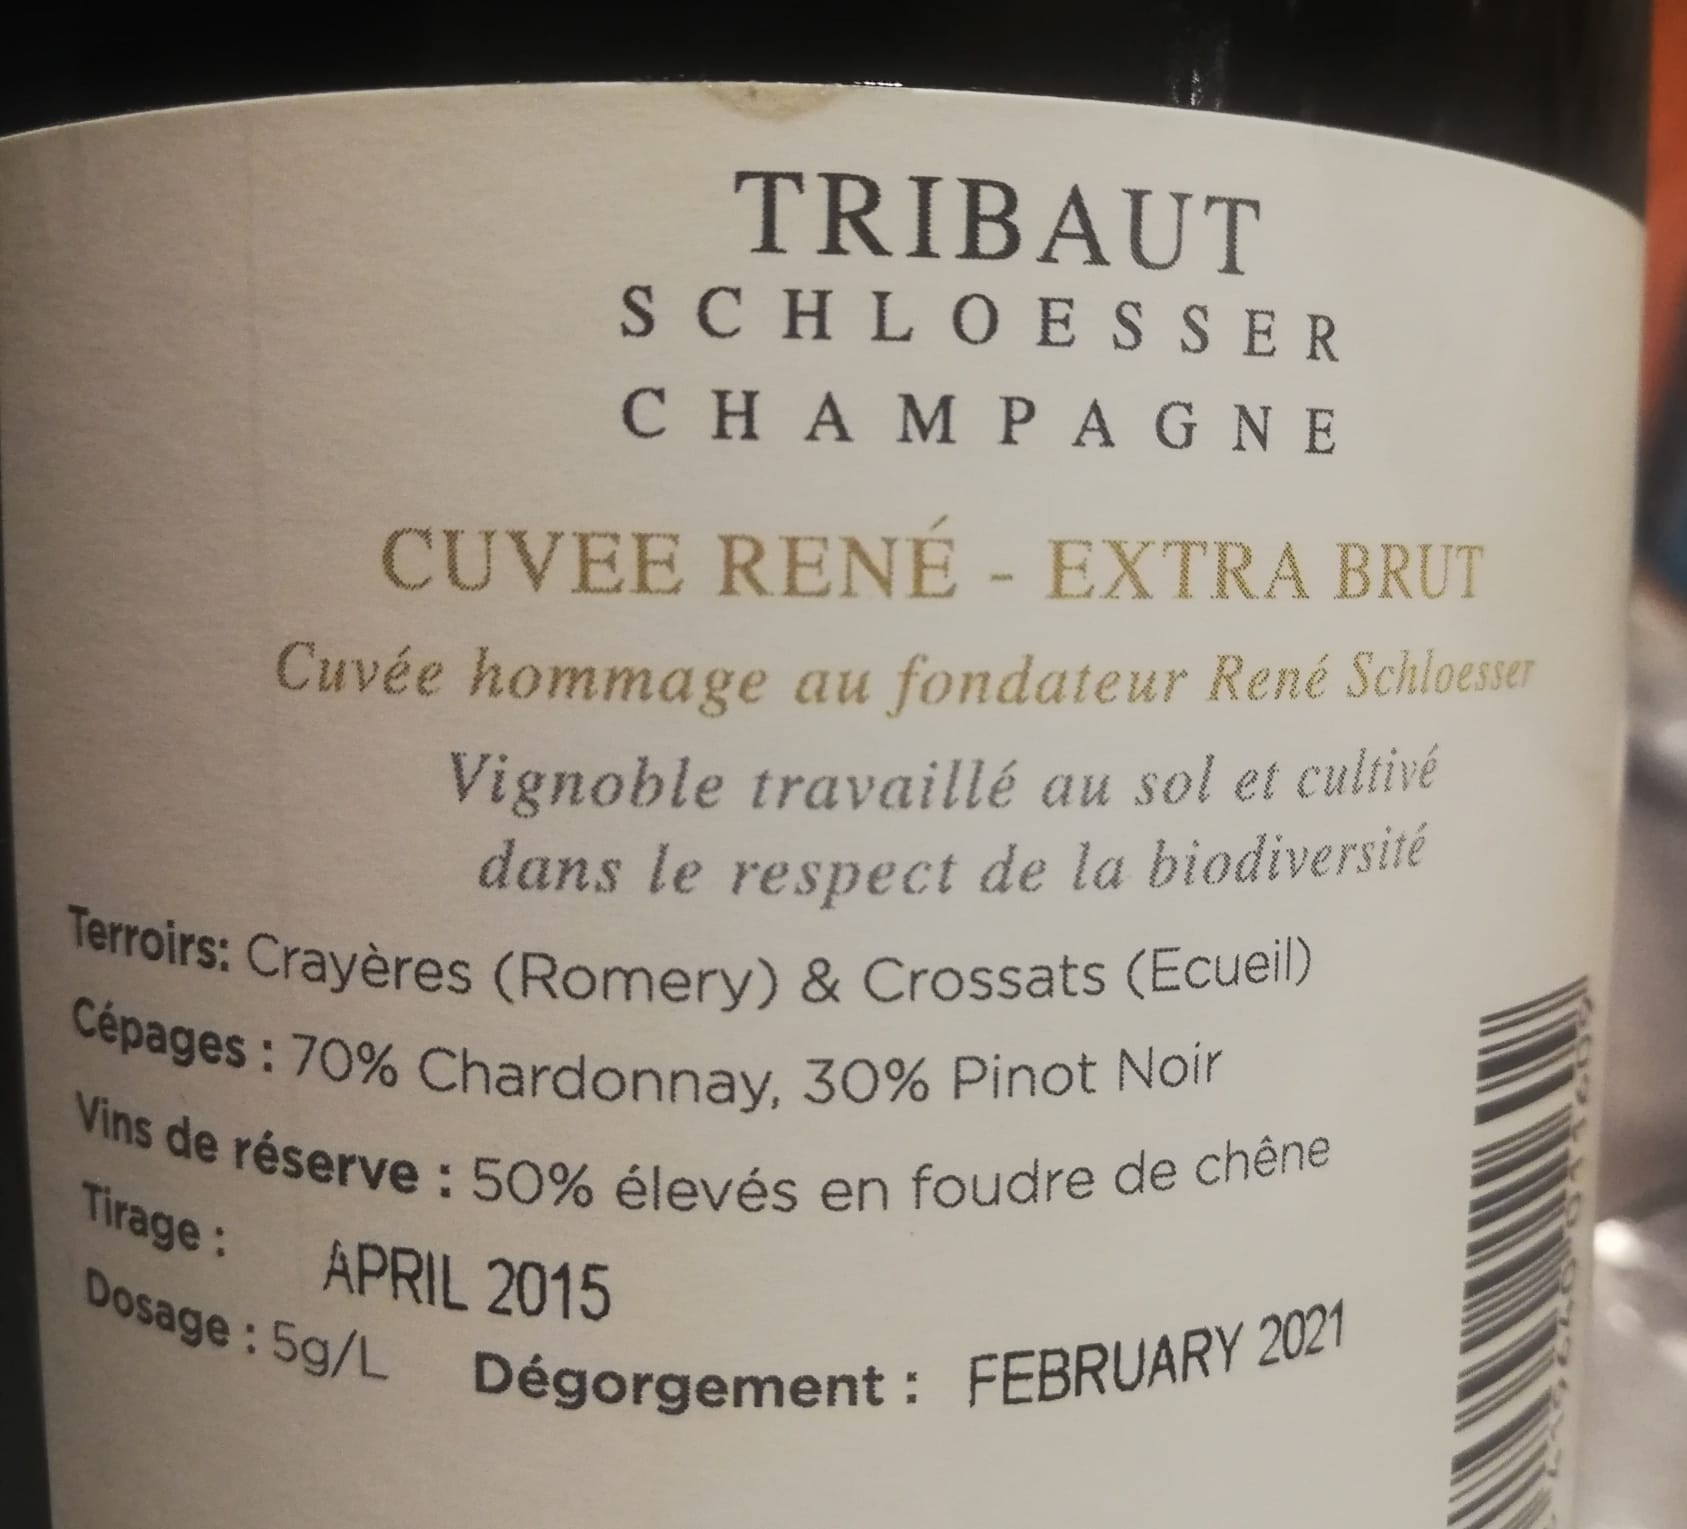 TRIBAUT
SCHLOESSER
CHAMPAGNE
CUVEE RENÉ - EXTRA BRUT
Cuvée hommage au fondateur René Schloesser
Vignoble travaillé au sol et cultivé
dans le respect de la biodiversité
Terroirs: Crayères (Romery) & Crossats (Ecueil)
Cépages : 70% Chardonnay, 30% Pinot Noir
Vins de réserve : 50% élevés en foudre de chêne
Tirage : APRIL 2015
Dosage : 5g/L Dégorgement : FEBRUARY 2021